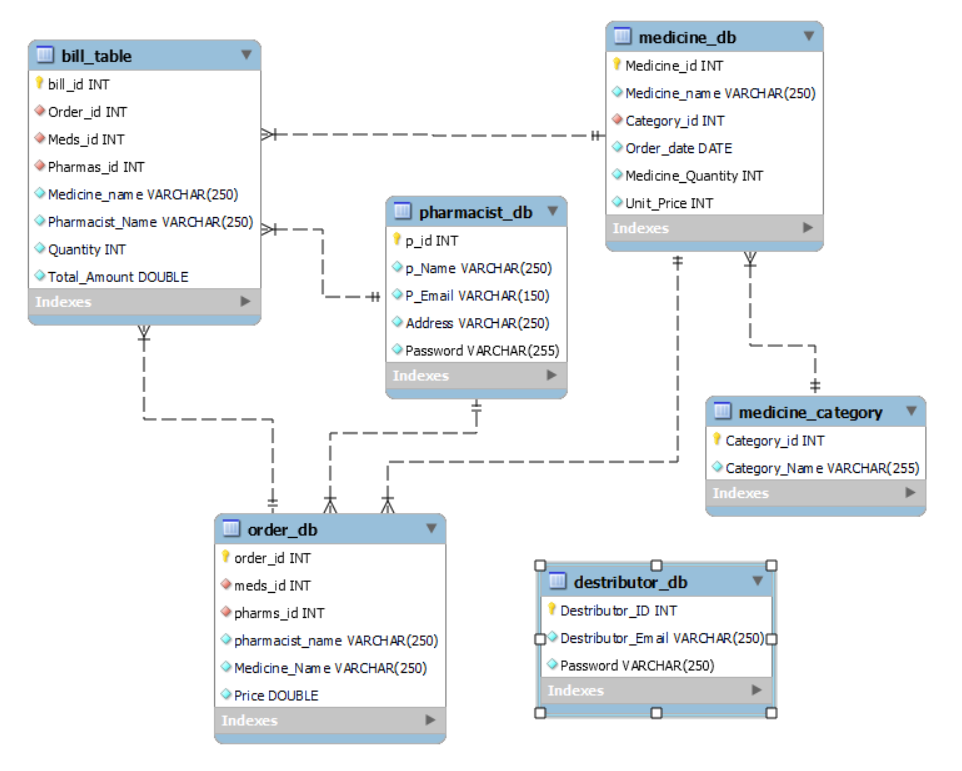 bill_table
bill_id INT
Order_id INT
Meds_id INT
Pharmas_id INT
Medicine_name VARCHAR(250)
Pharmacist_Name VARCHAR(250)
Quantity INT
Total_Amount DOUBLE
Indexes
medicine_db
Medicine_id INT
Medicine_name VARCHAR(250)
Category_id INT
Order_date DATE
Medicine_Quantity INT
Unit_Price INT
Indexes
pharmacist_db
p_id INT
p_Name VARCHAR(250)
P_Email VARCHAR(150)
Address VARCHAR(250)
Password VARCHAR(255)
Indexes
medicine_category
Category_id INT
Category_Name VARCHAR(255)
Indexes
order_db
order_id INT
meds_id INT
pharms_id INT
pharmacist_name VARCHAR(250)
Medicine_Name VARCHAR(250)
Price DOUBLE
Indexes
destributor_db
Destributor_ID INT
Destributor_Email VARCHAR(250)
Password VARCHAR(250)
Indexes